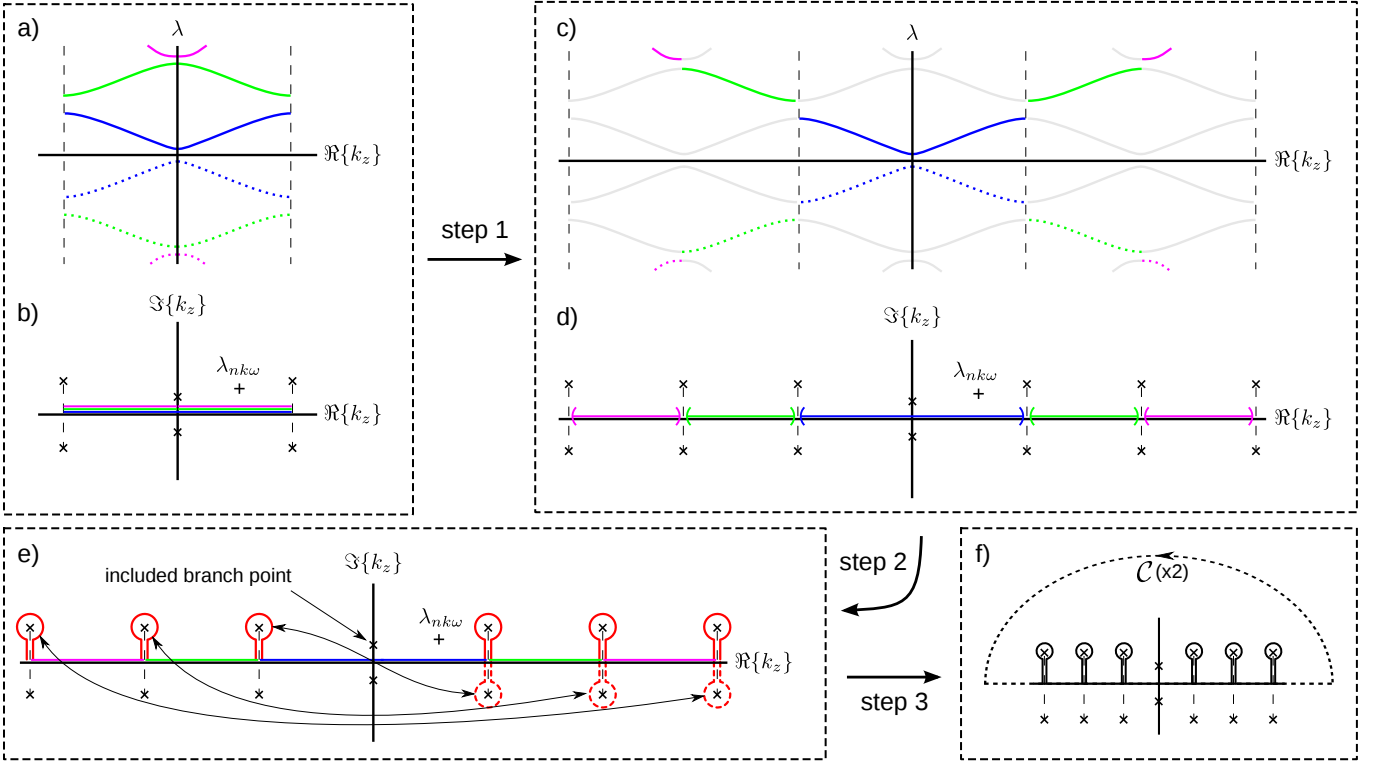 a)
λ
ℜ{k_z}
b)
ℑ{k_z}
λ_{nkω}
+
ℜ{k_z}
step 1
c)
λ
ℜ{k_z}
d)
ℑ{k_z}
λ_{nkω}
+
ℜ{k_z}
e)
ℑ{k_z}
included branch point
λ_{nkω}
+
ℜ{k_z}
step 2
step 3
f)
𝒞(x2)